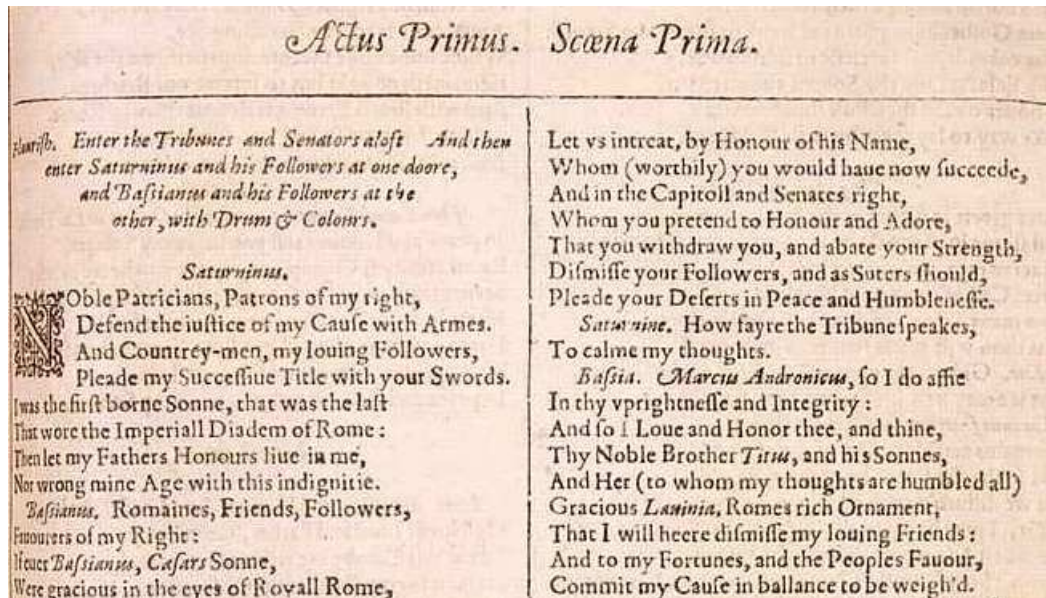 Actus Primus. Scœna Prima.
Flourish. Enter the Tribunes and Senators aloft And then
enter Saturninus and his Followers at one doore,
and Baſsianus and his Followers at the
other, with Drum & Colours.
Saturninus.
NOble Patricians, Patrons of my right,
Defend the iuſtice of my Cauſe with Armes.
And Countrey-men, my louing Followers,
Pleade my Succeſſiue Title with your Swords.
I was the firſt borne Sonne, that was the laſt
That wore the Imperiall Diadem of Rome:
Then let my Fathers Honours liue in me,
Nor wrong mine Age with this indignitie.
Baſsianus. Romaines, Friends, Followers,
Fauourers of my Right:
If euer Baſsianus, Cæſars Sonne,
Were gracious in the eyes of Royall Rome,
Let vs intreat, by Honour of his Name,
Whom (worthily) you would haue now ſucceede,
And in the Capitoll and Senates right,
Whom you pretend to Honour and Adore,
That you withdraw you, and abate your Strength,
Diſmiſſe your Followers, and as Suters ſhould,
Pleade your Deſerts in Peace and Humbleneſſe.
Saturnine. How fayre the Tribune ſpeakes,
To calme my thoughts.
Baſsia. Marcus Andronicus, ſo I do affie
In thy vprightneſſe and Integrity:
And ſo I Loue and Honor thee, and thine,
Thy Noble Brother Titus, and his Sonnes,
And Her (to whom my thoughts are humbled all)
Gracious Lauinia, Romes rich Ornament,
That I will heere diſmiſſe my louing Friends:
And to my Fortunes, and the Peoples Fauour,
Commit my Cauſe in ballance to be weigh'd.